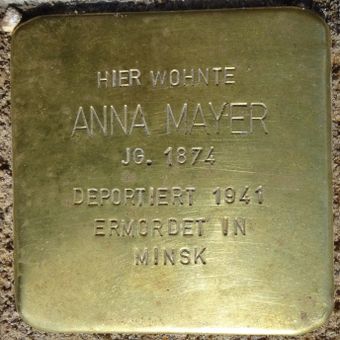 HIER WOHNTE
ANNA MAYER
JG. 1874
DEPORTIERT 1941
ERMORDET IN
MINSK